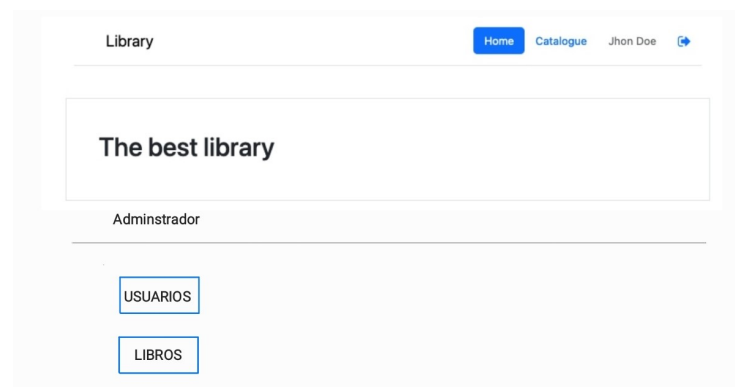 Library Home Catalogue Jhon Doe
The best library
Adminstrador
USUARIOS
LIBROS